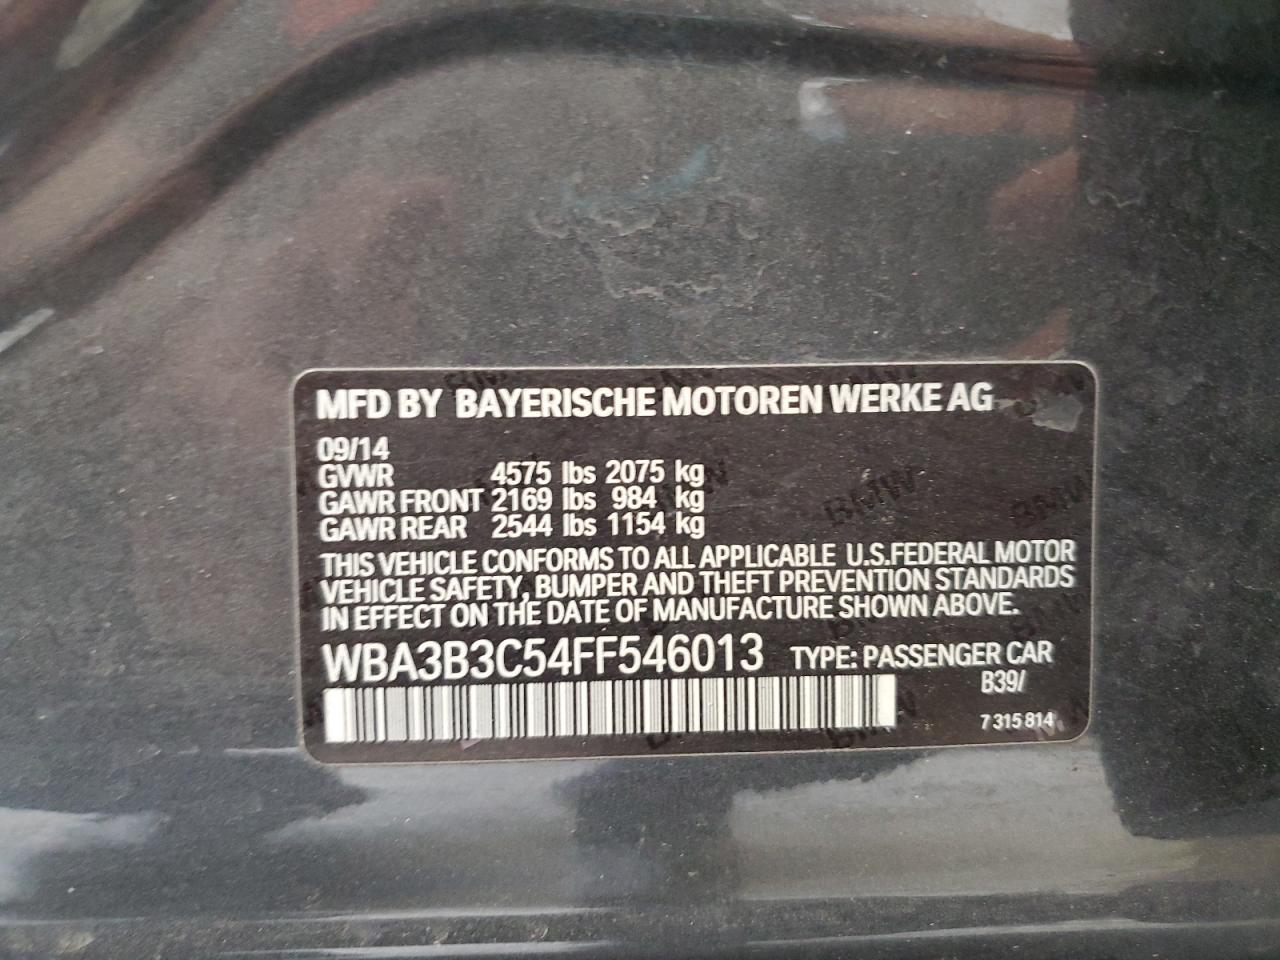 MFD BY BAYERISCHE MOTOREN WERKE AG
09/14
GVWR 4575 lbs 2075 kg
GAWR FRONT 2169 lbs 984 kg
GAWR REAR 2544 lbs 1154 kg
THIS VEHICLE CONFORMS TO ALL APPLICABLE U.S.FEDERAL MOTOR
VEHICLE SAFETY, BUMPER AND THEFT PREVENTION STANDARDS
IN EFFECT ON THE DATE OF MANUFACTURE SHOWN ABOVE.
WBA3B3C54FF546013 TYPE: PASSENGER CAR
B39/
7 315 814